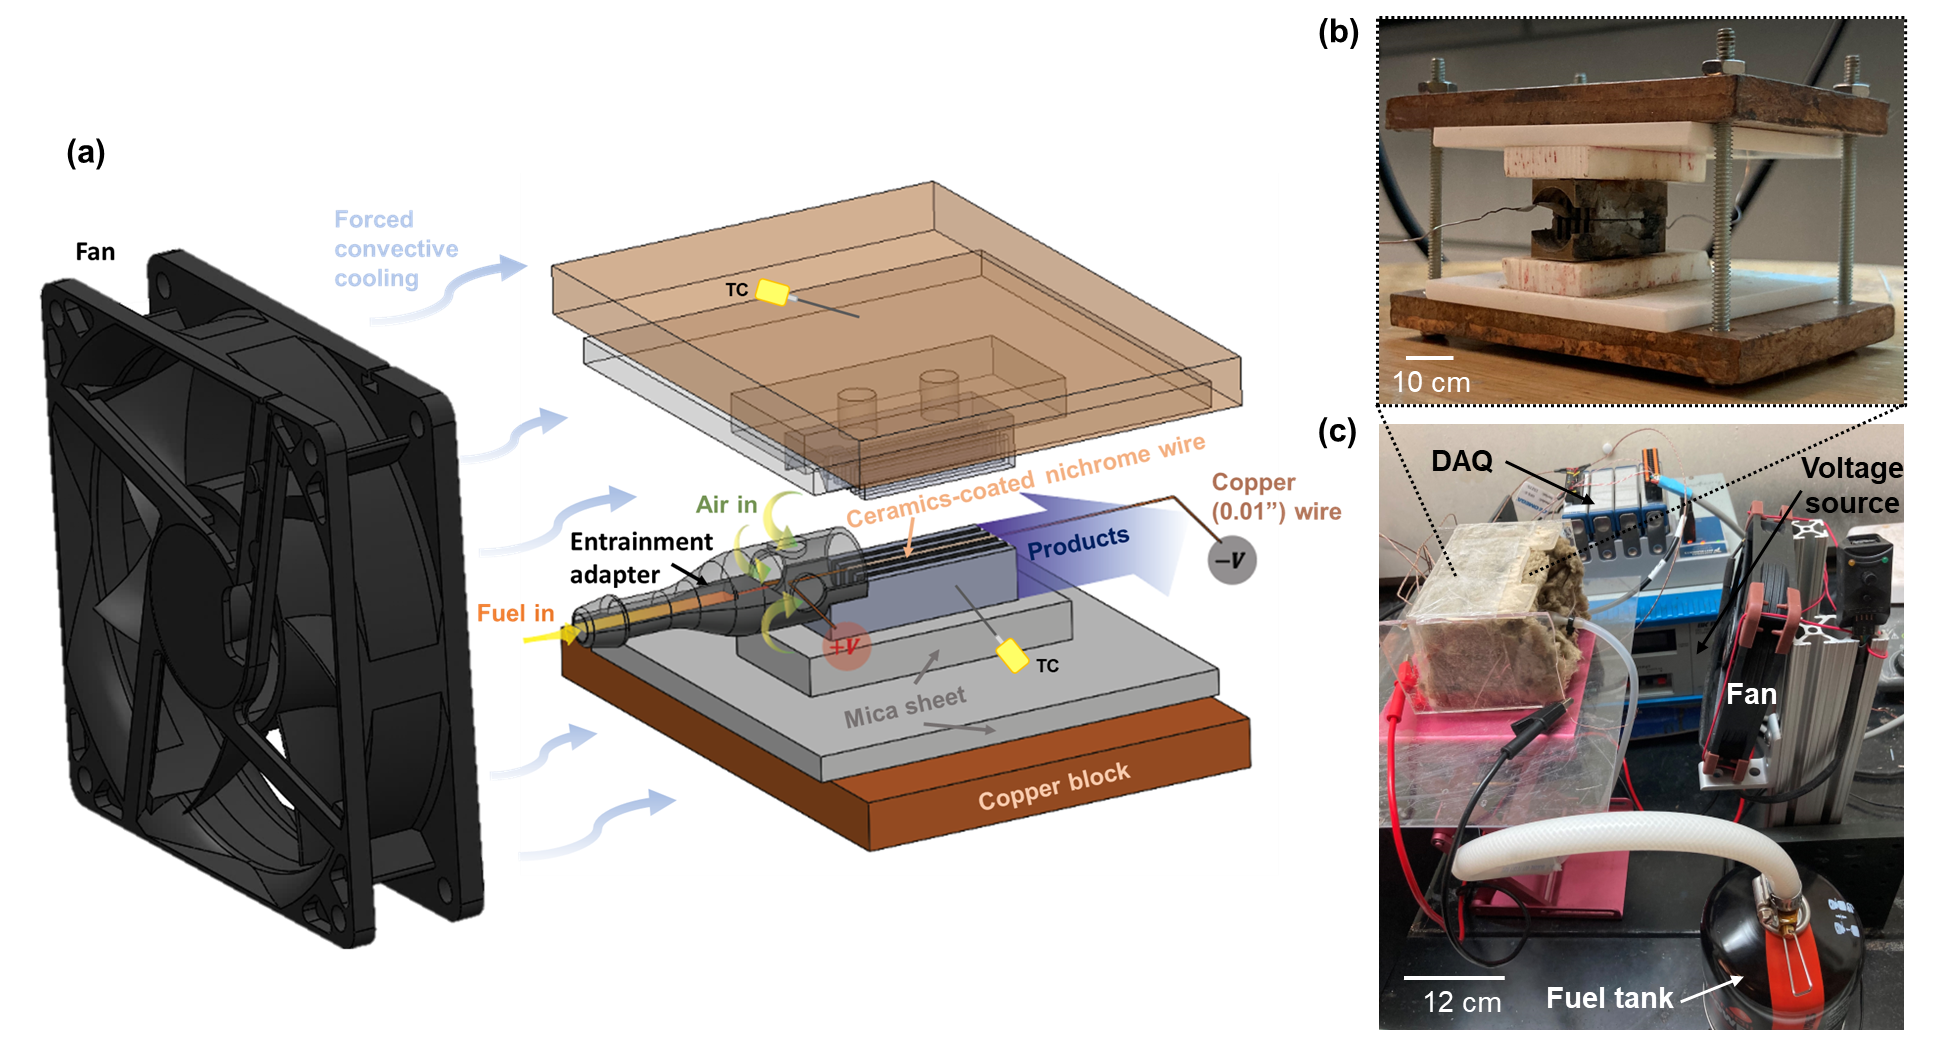 (a)
Fan
Forced
convective
cooling
TC
Air in
Ceramics-coated nichrome wire
Copper
(0.01”) wire
Entrainment
adapter
Products
−V
Fuel in
+V
TC
Mica sheet
Copper block
(b)
10 cm
(c)
DAQ
Voltage
source
Fan
12 cm
Fuel tank